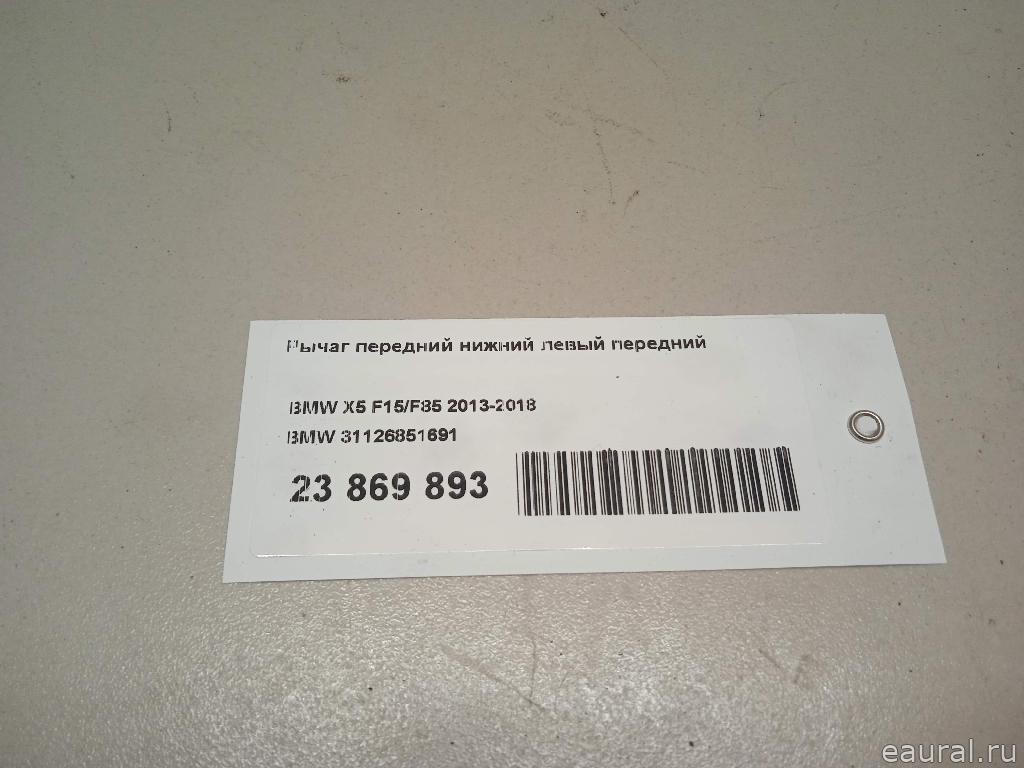 Рычаг передний нижний левый передний
BMW X5 F15/F85 2013-2018
BMW 31126851691
23 869 893
eaural.ru